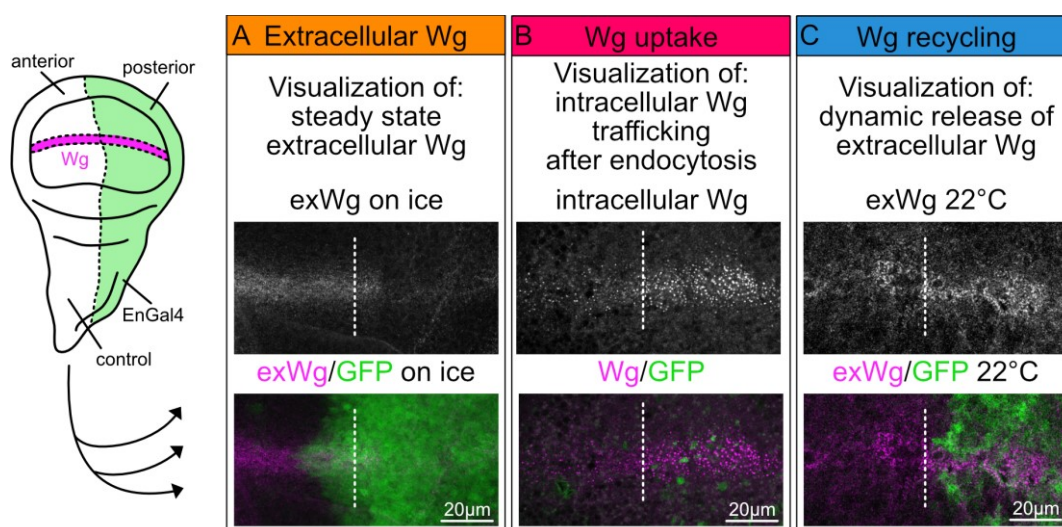 anterior
posterior
Wg
EnGal4
control
A Extracellular Wg
Visualization of:
steady state
extracellular Wg
exWg on ice
exWg/GFP on ice
20µm
B Wg uptake
Visualization of:
intracellular Wg
trafficking
after endocytosis
intracellular Wg
Wg/GFP
20µm
C Wg recycling
Visualization of:
dynamic release of
extracellular Wg
exWg 22°C
exWg/GFP 22°C
20µm